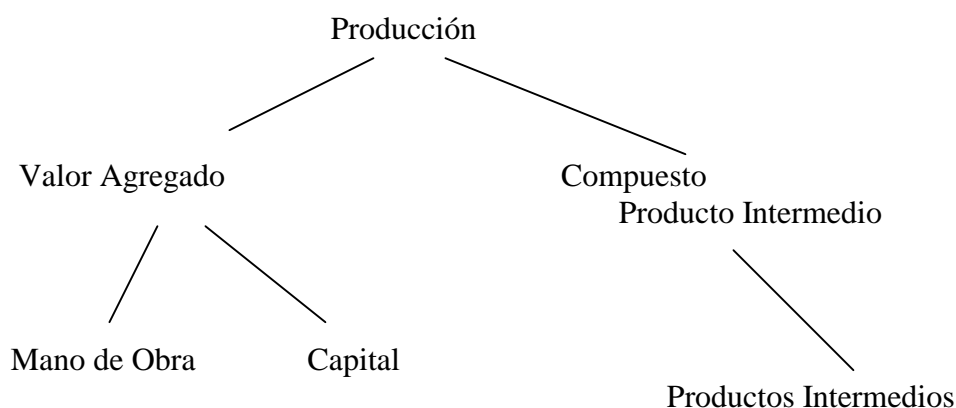 Producción
Valor Agregado
Compuesto
Producto Intermedio
Mano de Obra
Capital
Productos Intermedios